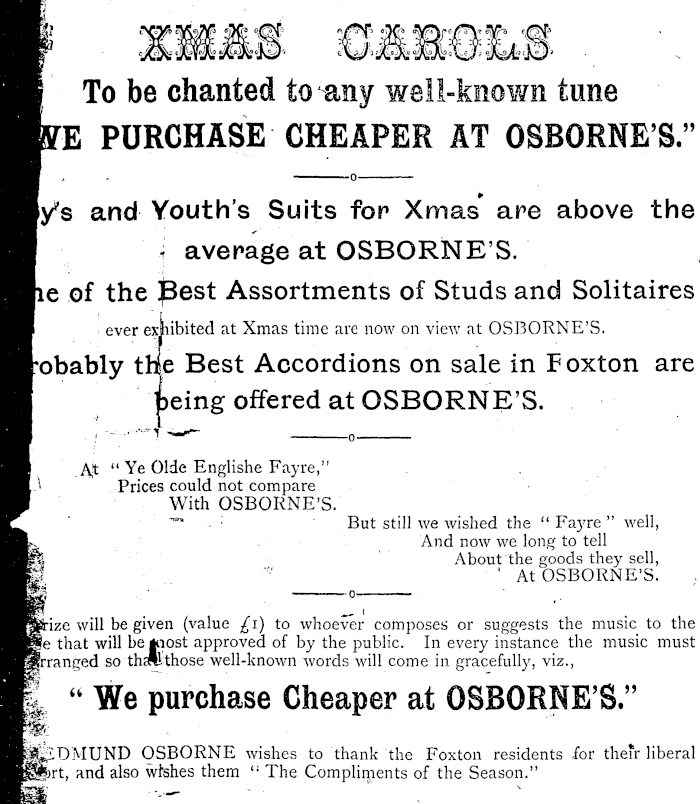 XMAS CAROLS
To be chanted to any well-known tune
WE PURCHASE CHEAPER AT OSBORNE'S."
y's and Youth's Suits for Xmas are above the
average at OSBORNE'S.
ne of the Best Assortments of Studs and Solitaires
ever exhibited at Xmas time are now on view at OSBORNE'S.
robably the Best Accordions on sale in Foxton are
being offered at OSBORNE'S.
At "Ye Olde Englishe Fayre,"
Prices could not compare
With OSBORNE'S.
But still we wished the "Fayre" well,
And now we long to tell
About the goods they sell,
At OSBORNE'S.
rize will be given (value £1) to whoever composes or suggests the music to the
e that will be most approved of by the public. In every instance the music must
arranged so that those well-known words will come in gracefully, viz.,
"We purchase Cheaper at OSBORNE'S."
EDMUND OSBORNE wishes to thank the Foxton residents for their liberal
ort, and also wishes them "The Compliments of the Season."